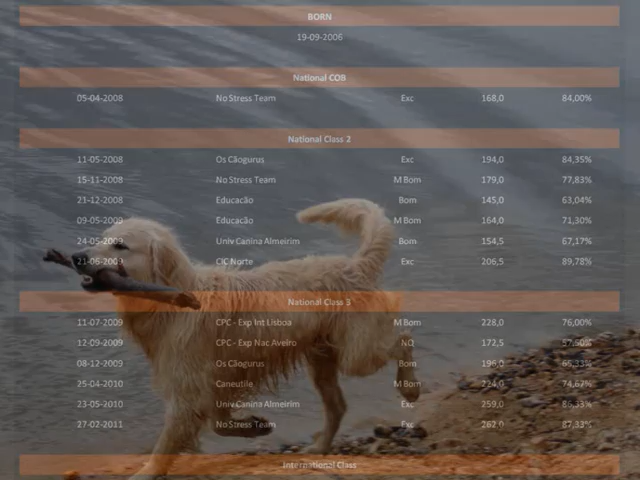 BORN
19-09-2006
National COB
05-04-2008 No Stress Team Exc 168,0 84,00%
National Class 2
11-05-2008 Os Cãogurus Exc 194,0 84,35%
15-11-2008 No Stress Team M Bom 179,0 77,83%
21-12-2008 Educacão Bom 145,0 63,04%
09-05-2009 Educacão M Bom 164,0 71,30%
24-05-2009 Univ Canina Almeirim Bom 154,5 67,17%
21-06-2009 CIC Norte Exc 206,5 89,78%
National Class 3
11-07-2009 CPC - Exp Int Lisboa M Bom 228,0 76,00%
12-09-2009 CPC - Exp Nac Aveiro NQ 172,5 57,50%
08-12-2009 Os Cãogurus Bom 196,0 65,33%
25-04-2010 Caneutile M Bom 224,0 74,67%
23-05-2010 Univ Canina Almeirim Exc 259,0 86,33%
27-02-2011 No Stress Team Exc 262,0 87,33%
International Class